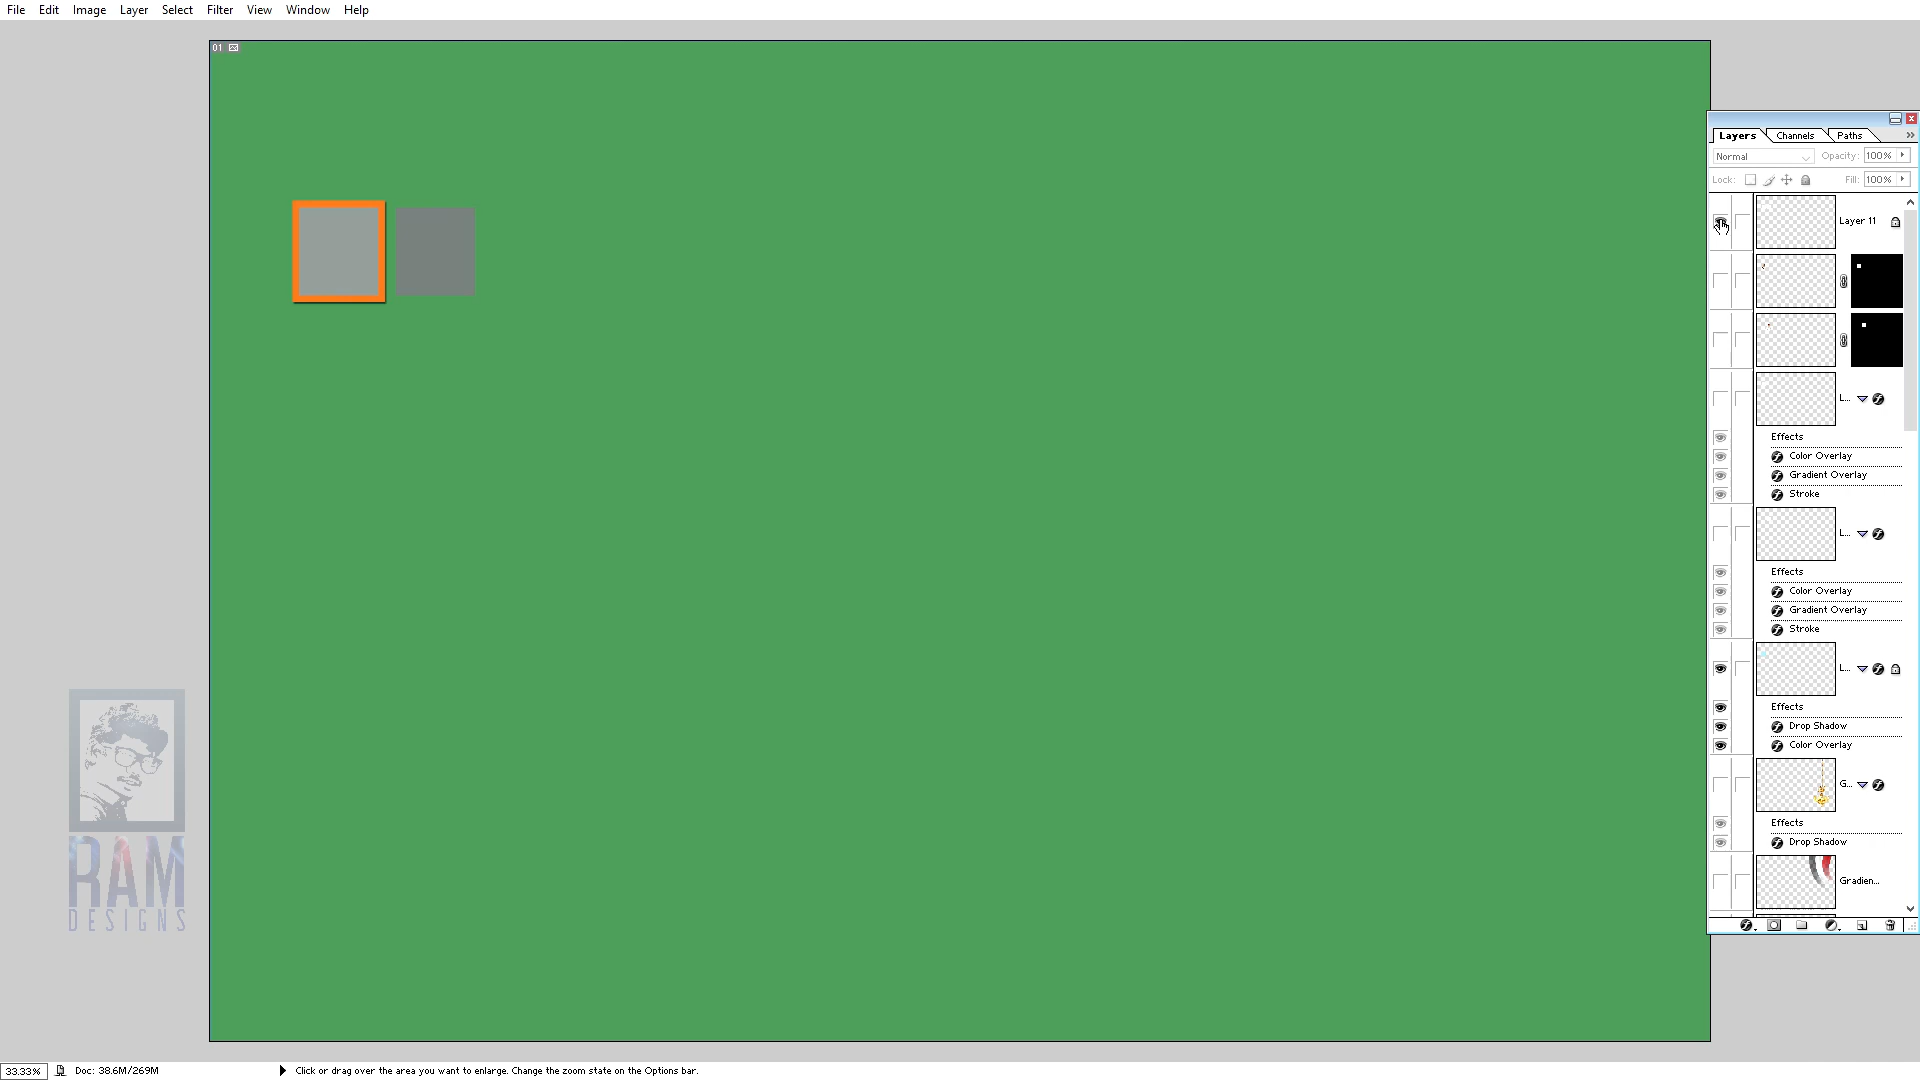 File Edit Image Layer Select Filter View Window Help
01
Layers Channels Paths
Normal Opacity: 100%
Lock: Fill: 100%
Layer 11
L...
Effects
Color Overlay
Gradient Overlay
Stroke
L...
Effects
Color Overlay
Gradient Overlay
Stroke
L...
Effects
Drop Shadow
Color Overlay
G...
Effects
Drop Shadow
Gradien...
RAM
DESIGNS
33.33% Doc: 38.6M/269M Click or drag over the area you want to enlarge. Change the zoom state on the Options bar.